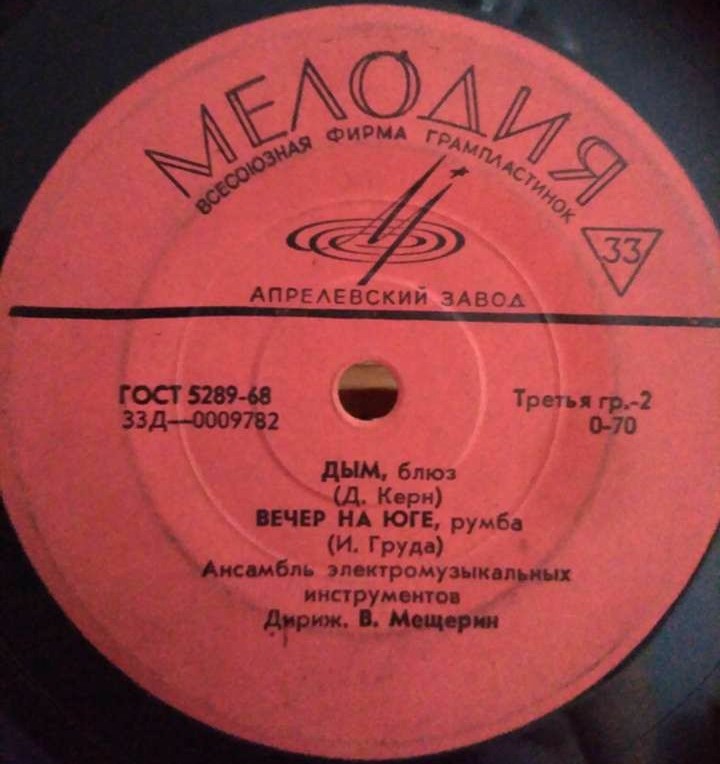 МЕЛОДИЯ
ВСЕСОЮЗНАЯ ФИРМА ГРАМПЛАСТИНОК
33
АПРЕЛЕВСКИЙ ЗАВОД
ГОСТ 5289-68
Третья гр.-2
33Д—0009782
0-70
ДЫМ, блюз
(Д. Керн)
ВЕЧЕР НА ЮГЕ, румба
(И. Груда)
Ансамбль электромузыкальных
инструментов
Дириж. В. Мещерин